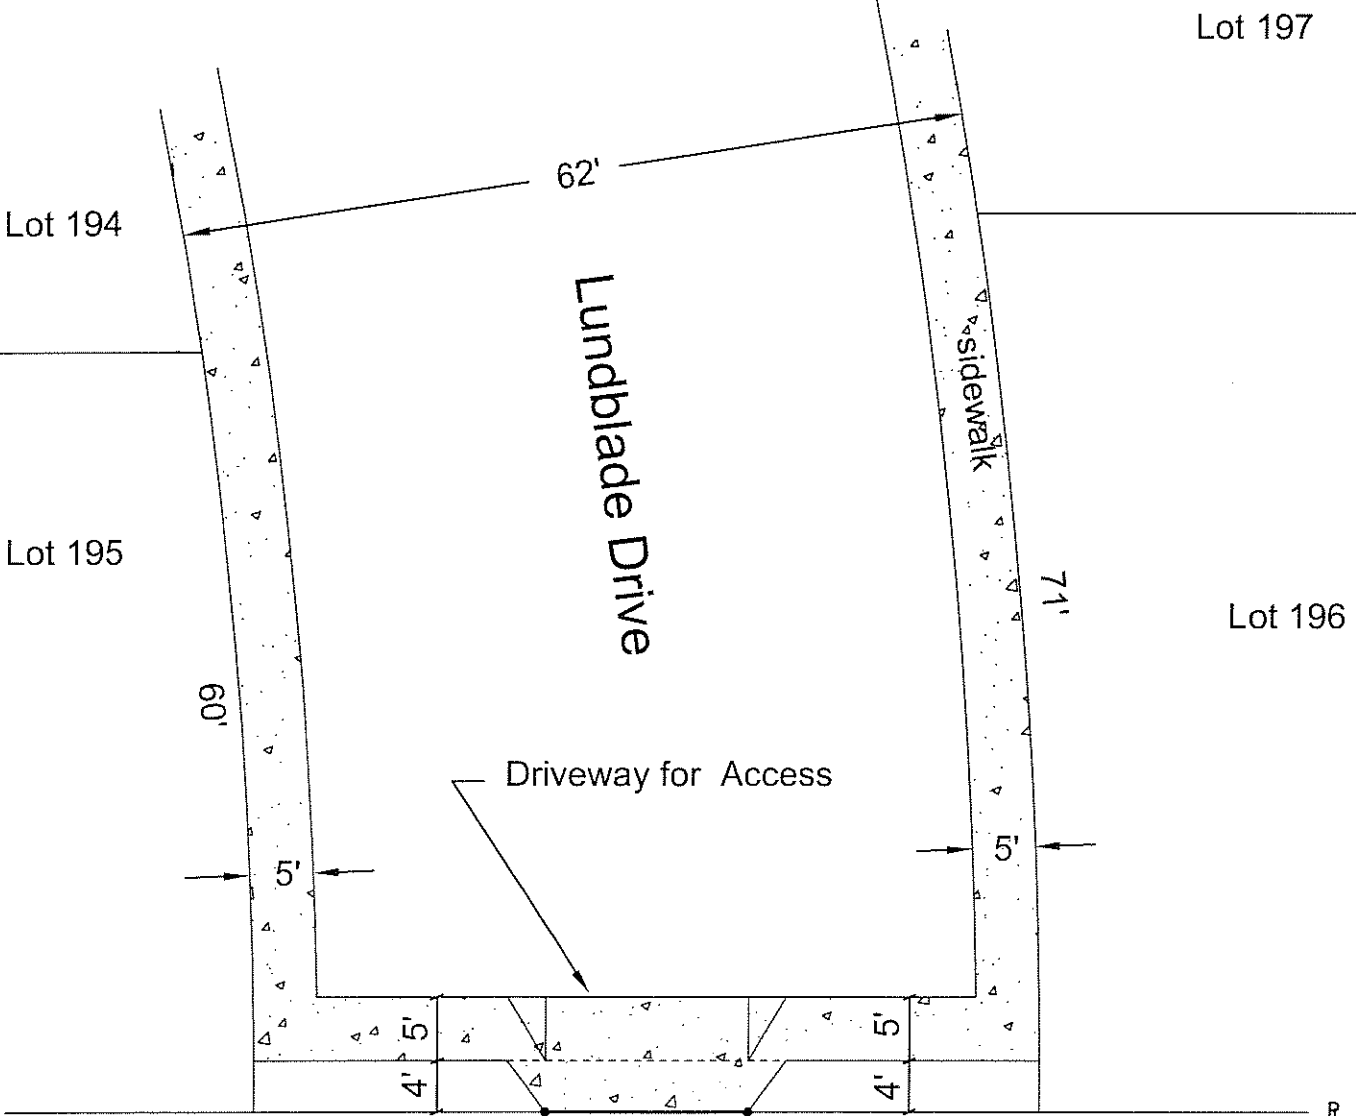 Lot 197
62'
Lot 194
Lundblade Drive
sidewalk
Lot 195
71'
Lot 196
60'
Driveway for Access
5'
5'
5'
5'
4'
4'
R